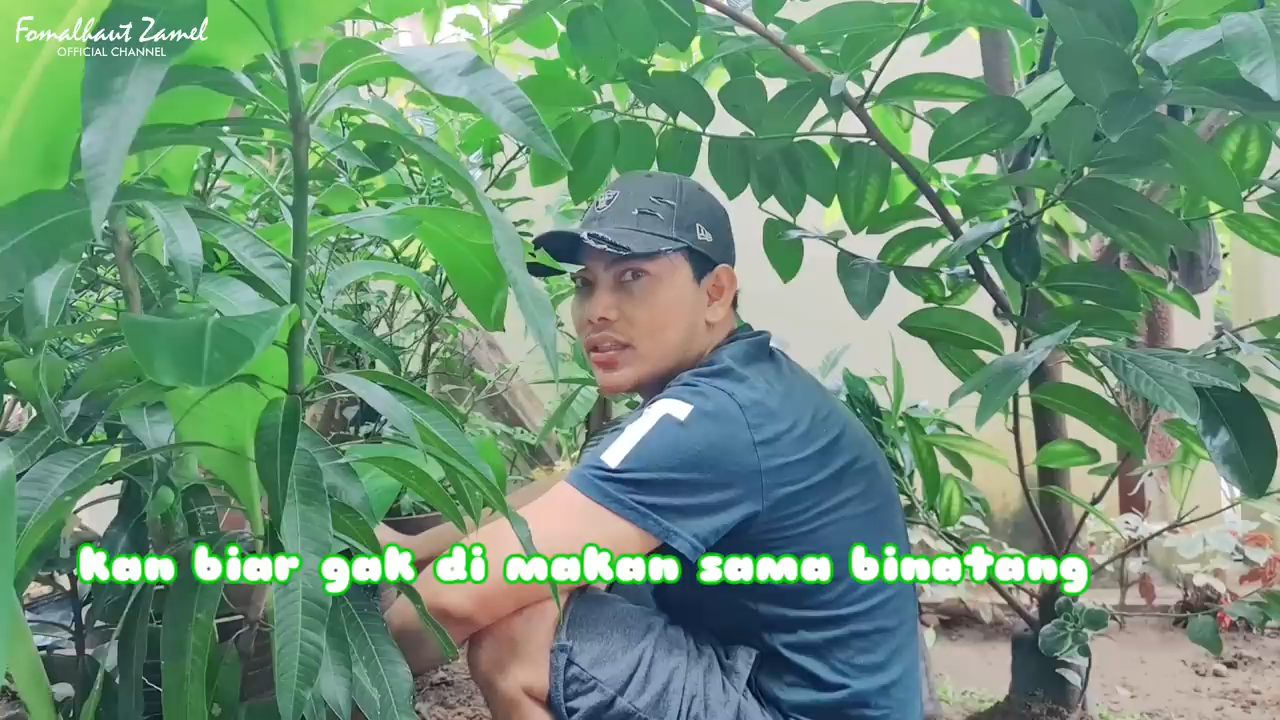 Fomalhaut Zamel
OFFICIAL CHANNEL
kan biar gak di makan sama binatang